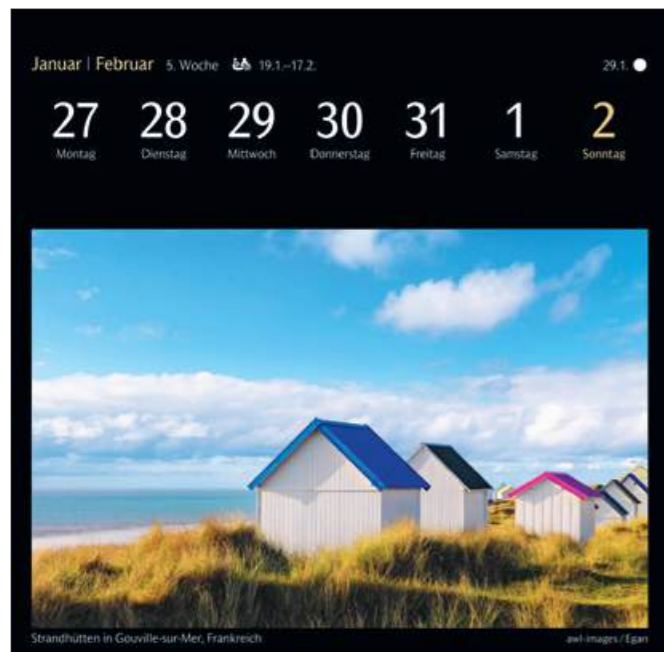 Januar | Februar 5. Woche 19.1.–17.2. 29.1.
27 28 29 30 31 1 2
Montag Dienstag Mittwoch Donnerstag Freitag Samstag Sonntag
Strandhütten in Gouville-sur-Mer, Frankreich awl-images / Egan